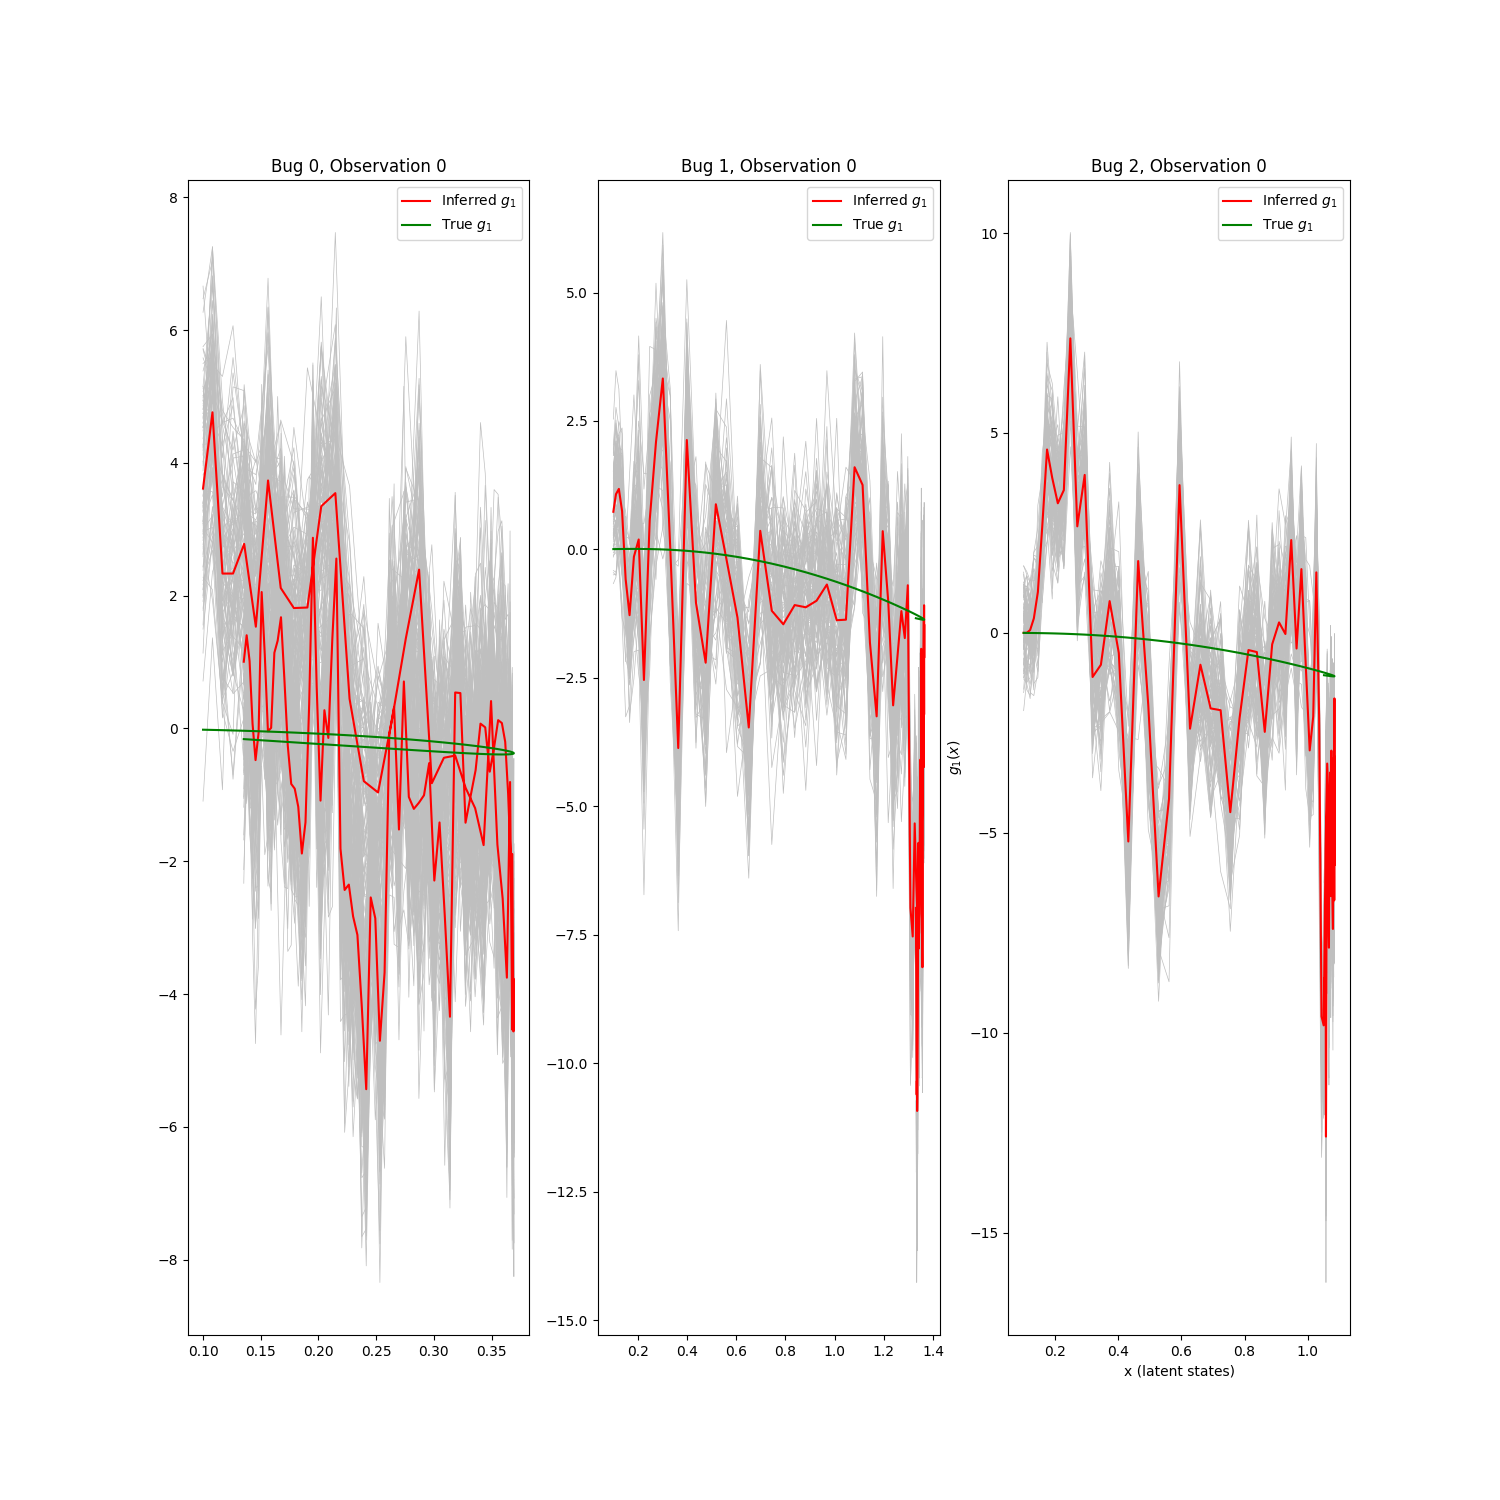 Bug 0, Observation 0
Inferred g₁
True g₁
8
6
4
2
0
−2
−4
−6
−8
0.10 0.15 0.20 0.25 0.30 0.35
Bug 1, Observation 0
Inferred g₁
True g₁
5.0
2.5
0.0
−2.5
−5.0
−7.5
−10.0
−12.5
−15.0
0.2 0.4 0.6 0.8 1.0 1.2 1.4
Bug 2, Observation 0
Inferred g₁
True g₁
g₁(x)
10
5
0
−5
−10
−15
0.2 0.4 0.6 0.8 1.0
x (latent states)